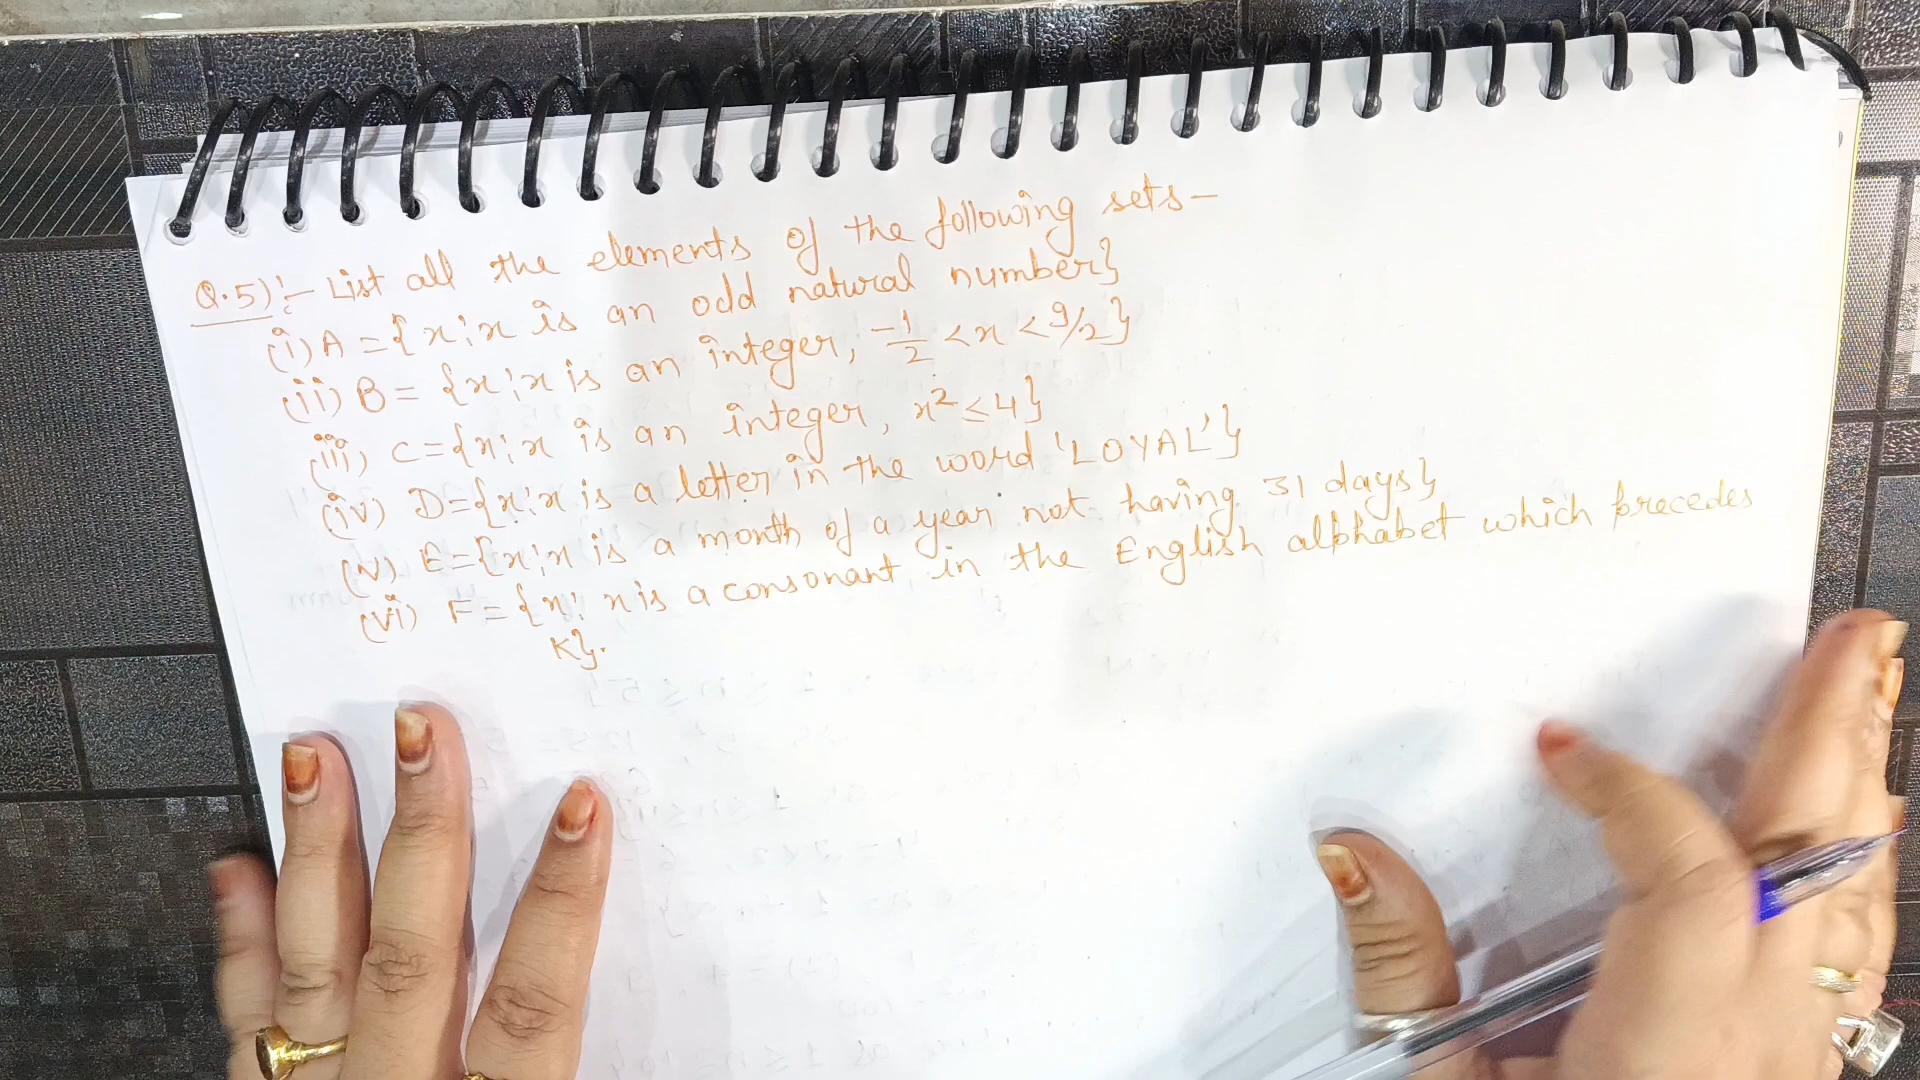 Q.5):- List all the elements of the following sets-
(i) A = {x:x is an odd natural number}
(ii) B = {x:x is an integer, -1/2 < x < 9/2}
(iii) C = {x:x is an integer, x² ≤ 4}
(iv) D = {x:x is a letter in the word 'LOYAL'}
(v) E = {x:x is a month of a year not having 31 days}
(vi) F = {x: x is a consonant in the English alphabet which precedes
K}.